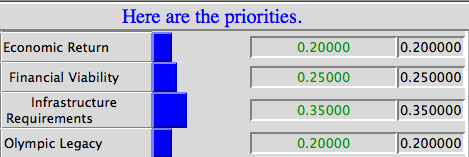 Here are the priorities.
Economic Return 0.20000 0.200000
Financial Viability 0.25000 0.250000
Infrastructure
Requirements 0.35000 0.350000
Olympic Legacy 0.20000 0.200000